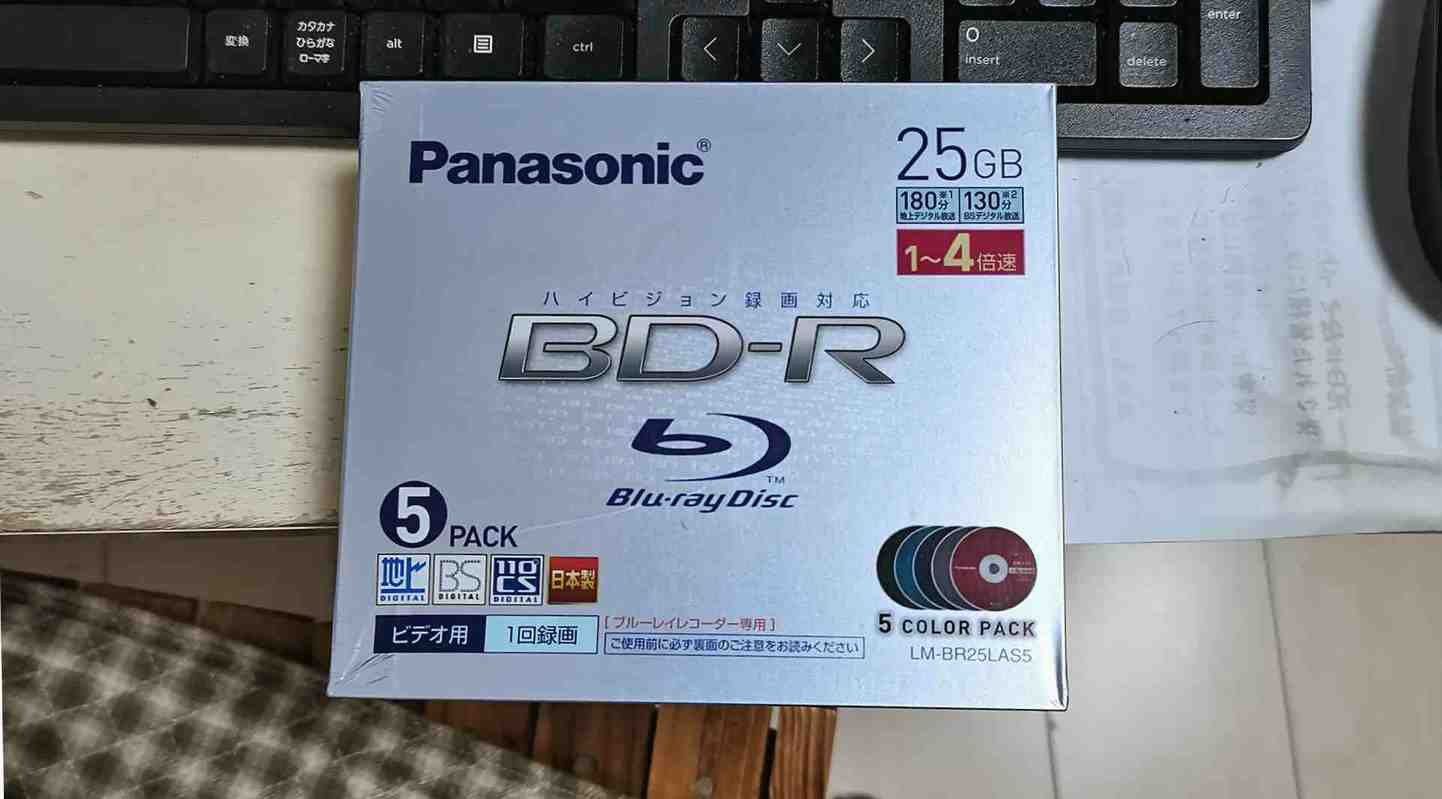 変換
カタカナ
ひらがな
ローマ字
alt
ctrl
0
insert
delete
enter
Panasonic®
25GB
180分※1
地上デジタル放送
130分※2
BSデジタル放送
1〜4倍速
ハイビジョン録画対応
BD-R
Blu-ray Disc
TM
5 PACK
地上
DIGITAL
BS
DIGITAL
110°
CS
DIGITAL
日本製
ビデオ用
1回録画
[ブルーレイレコーダー専用]
ご使用前に必ず裏面のご注意をお読みください
5 COLOR PACK
LM-BR25LAS5